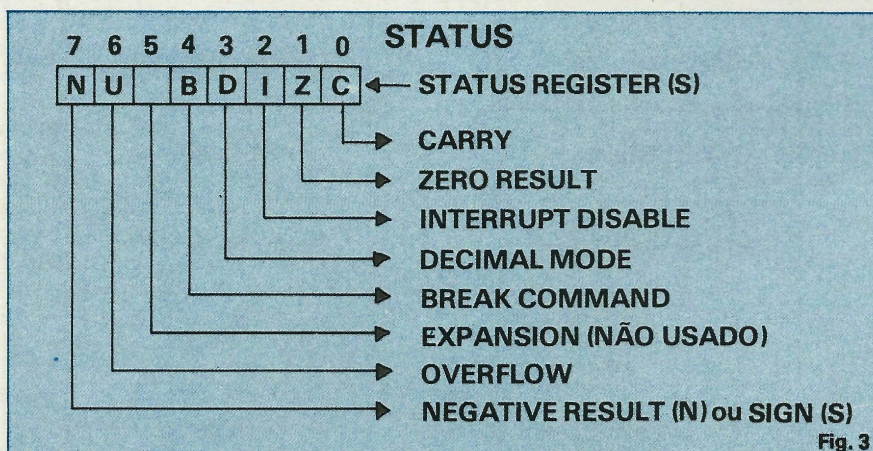 STATUS
7 6 5 4 3 2 1 0
N U B D I Z C
STATUS REGISTER (S)
CARRY
ZERO RESULT
INTERRUPT DISABLE
DECIMAL MODE
BREAK COMMAND
EXPANSION (NÃO USADO)
OVERFLOW
NEGATIVE RESULT (N) ou SIGN (S)
Fig. 3